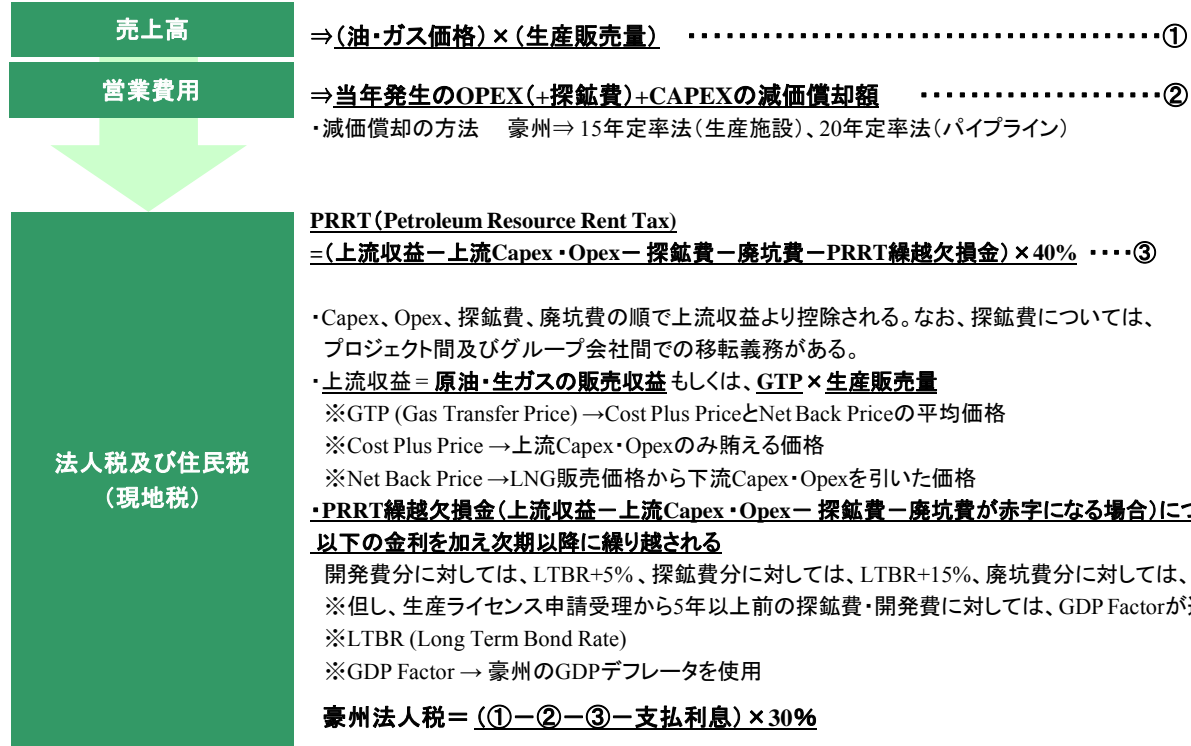 売上高
⇒(油・ガス価格)×(生産販売量) ・・・・・・・・・・・・・・・・・・・・・・・・・・・・・・・・・・・・①
営業費用
⇒当年発生のOPEX(+探鉱費)+CAPEXの減価償却額 ・・・・・・・・・・・・・・・・・・・②
・減価償却の方法 豪州⇒15年定率法(生産施設)、20年定率法(パイプライン)
法人税及び住民税
(現地税)
PRRT(Petroleum Resource Rent Tax)
=(上流収益-上流Capex・Opex-探鉱費-廃坑費-PRRT繰越欠損金)×40% ・・・・③
・Capex、Opex、探鉱費、廃坑費の順で上流収益より控除される。なお、探鉱費については、
プロジェクト間及びグループ会社間での移転義務がある。
・上流収益=原油・生ガスの販売収益もしくは、GTP×生産販売量
※GTP (Gas Transfer Price) →Cost Plus PriceとNet Back Priceの平均価格
※Cost Plus Price →上流Capex・Opexのみ賄える価格
※Net Back Price →LNG販売価格から下流Capex・Opexを引いた価格
・PRRT繰越欠損金(上流収益-上流Capex・Opex-探鉱費-廃坑費が赤字になる場合)に
以下の金利を加え次期以降に繰り越される
開発費分に対しては、LTBR+5%、探鉱費分に対しては、LTBR+15%、廃坑費分に対しては、
※但し、生産ライセンス申請受理から5年以上前の探鉱費・開発費に対しては、GDP Factorが
※LTBR (Long Term Bond Rate)
※GDP Factor → 豪州のGDPデフレータを使用
豪州法人税=(①-②-③-支払利息)×30%